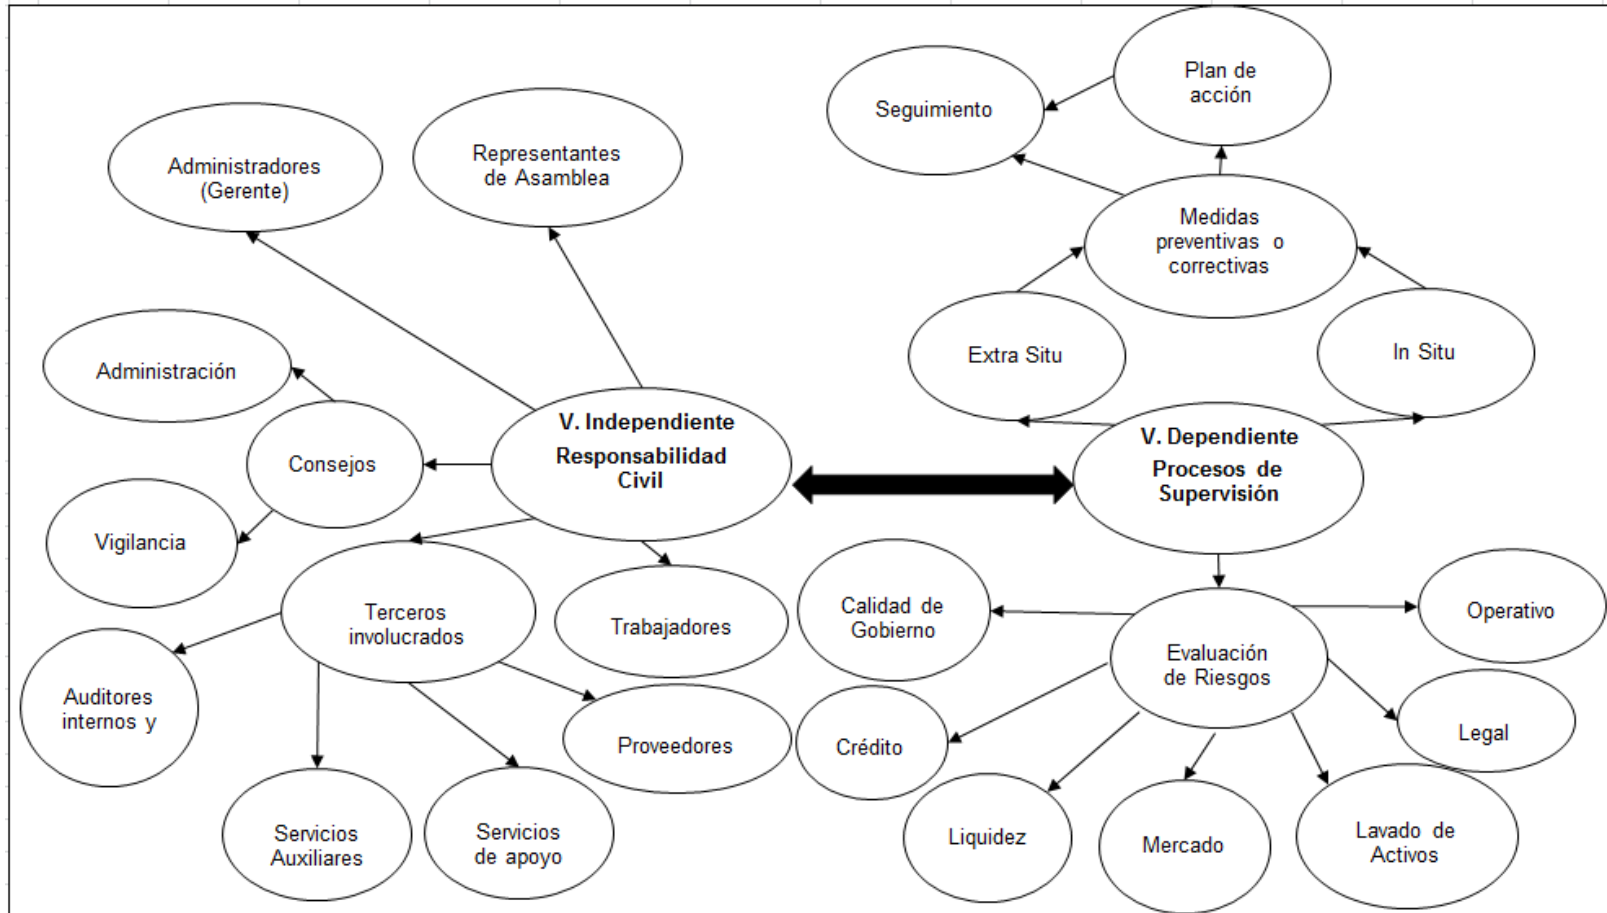 Plan de
acción
Seguimiento
Representantes
de Asamblea
Administradores
(Gerente)
Medidas
preventivas o
correctivas
Extra Situ
In Situ
Administración
Consejos
Vigilancia
V. Independiente
Responsabilidad
Civil
V. Dependiente
Procesos de
Supervisión
Terceros
involucrados
Trabajadores
Calidad de
Gobierno
Operativo
Evaluación
de Riesgos
Auditores
internos y
Proveedores
Crédito
Legal
Servicios
Auxiliares
Servicios
de apoyo
Liquidez
Mercado
Lavado de
Activos